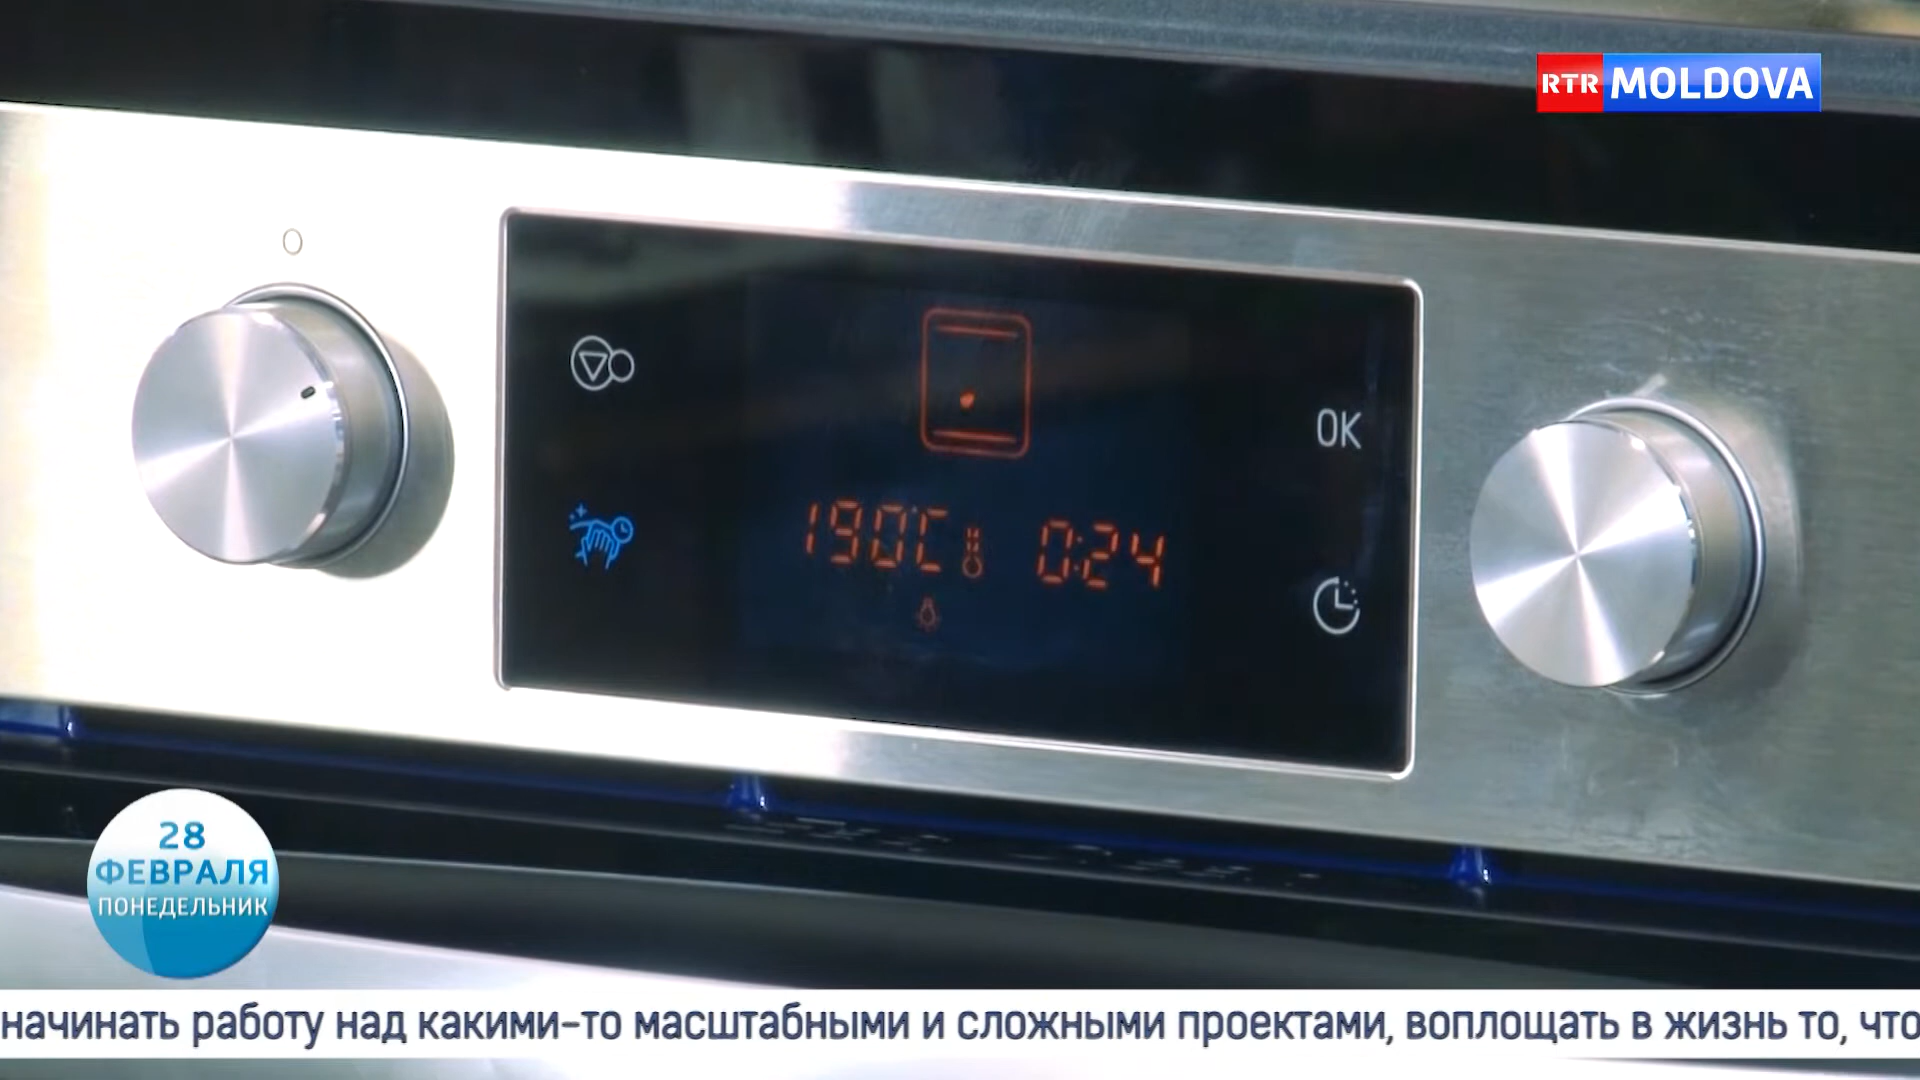 RTR MOLDOVA
190°C 0:24
OK
28
ФЕВРАЛЯ
ПОНЕДЕЛЬНИК
начинать работу над какими-то масштабными и сложными проектами, воплощать в жизнь то, что